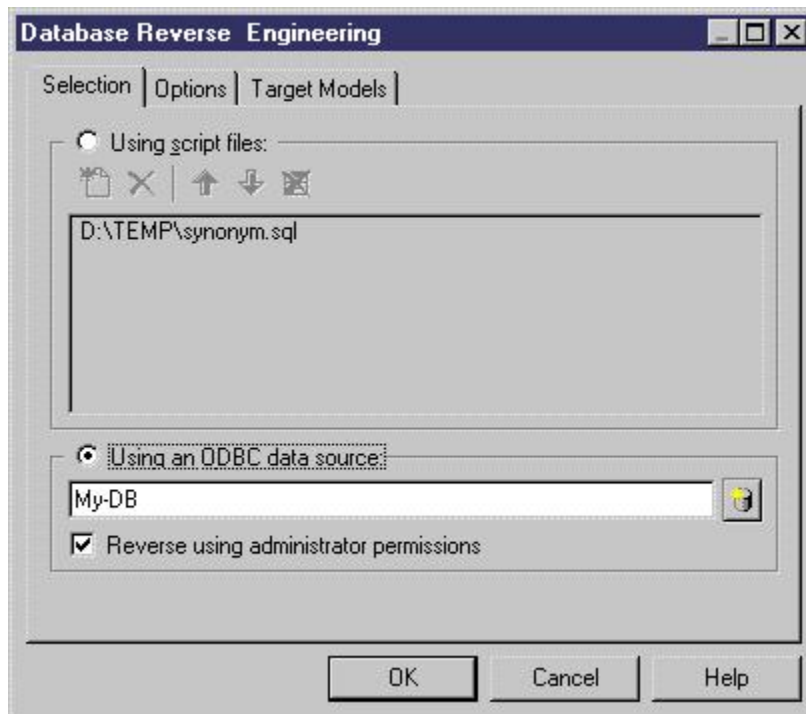 Database Reverse  Engineering
Selection Options Target Models
Using script files:
D:\TEMP\synonym.sql
Using an ODBC data source:
My-DB
Reverse using administrator permissions
OK Cancel Help